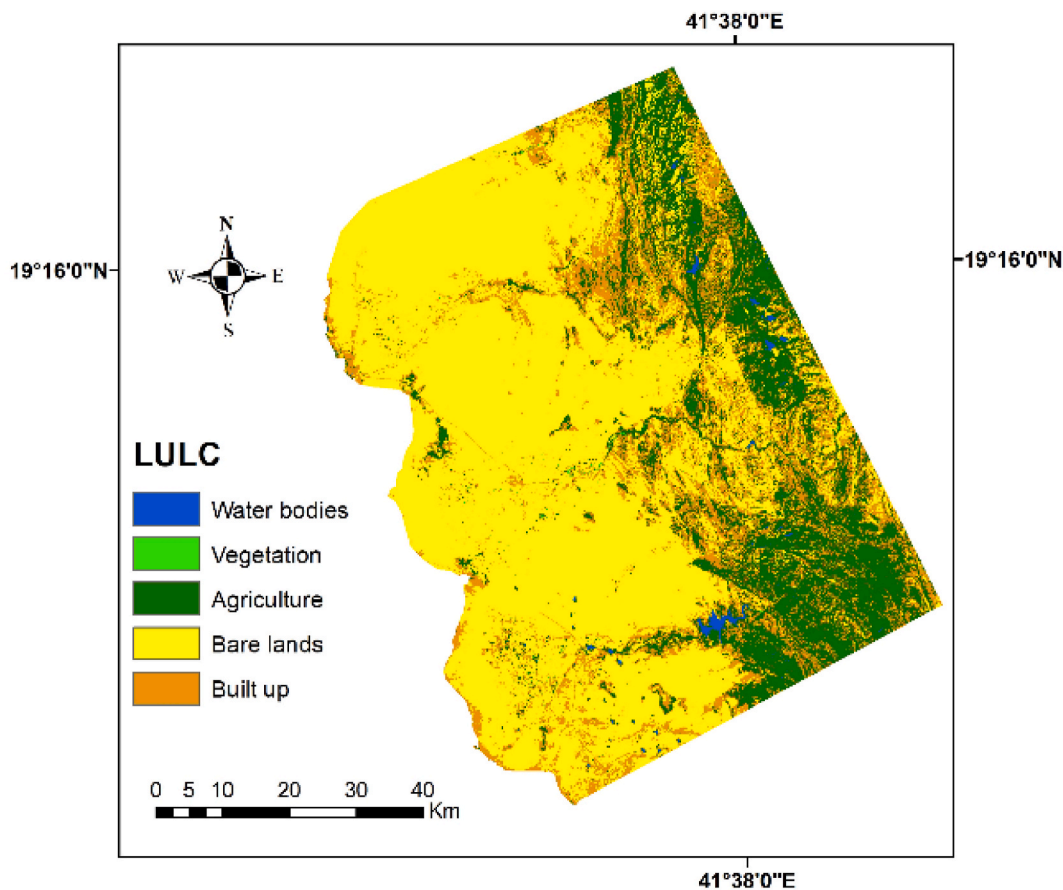 41°38'0"E
N
19°16'0"N
W
E
19°16'0"N
S
LULC
Water bodies
Vegetation
Agriculture
Bare lands
Built up
0 5 10 20 30 40
Km
41°38'0"E